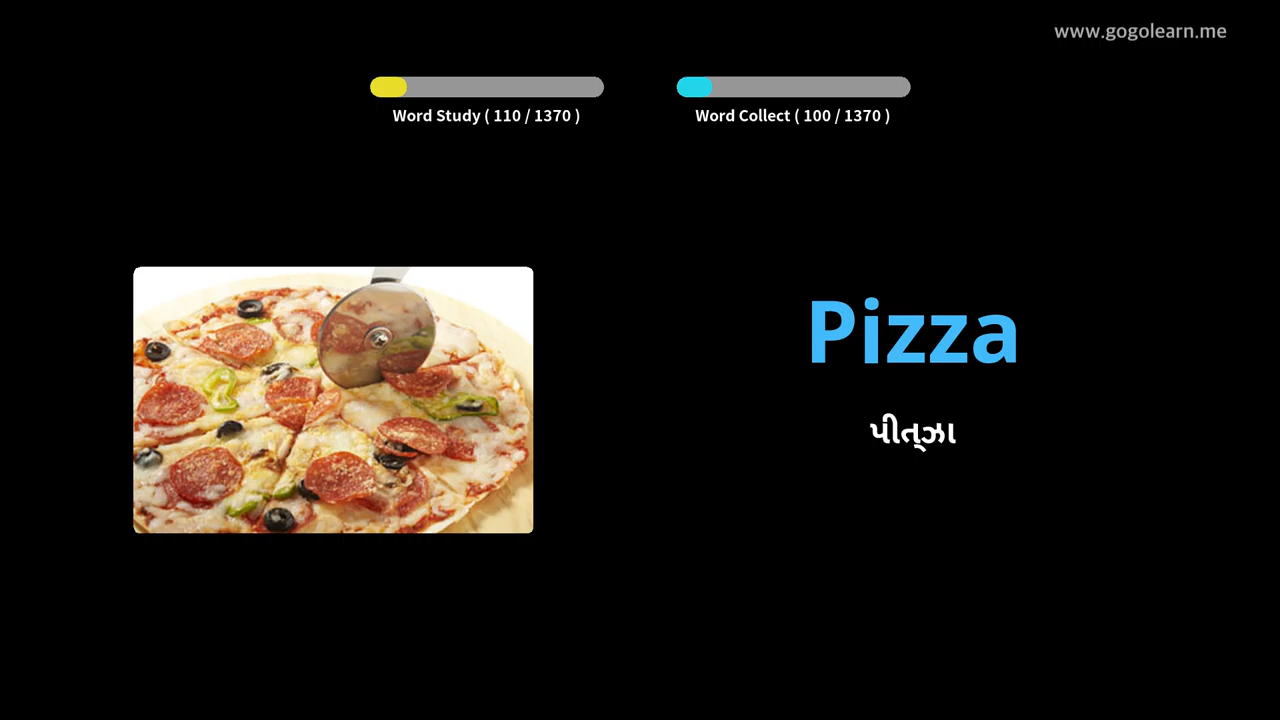 www.gogolearn.me
Word Study ( 110 / 1370 )
Word Collect ( 100 / 1370 )
Pizza
પીત્ઝા